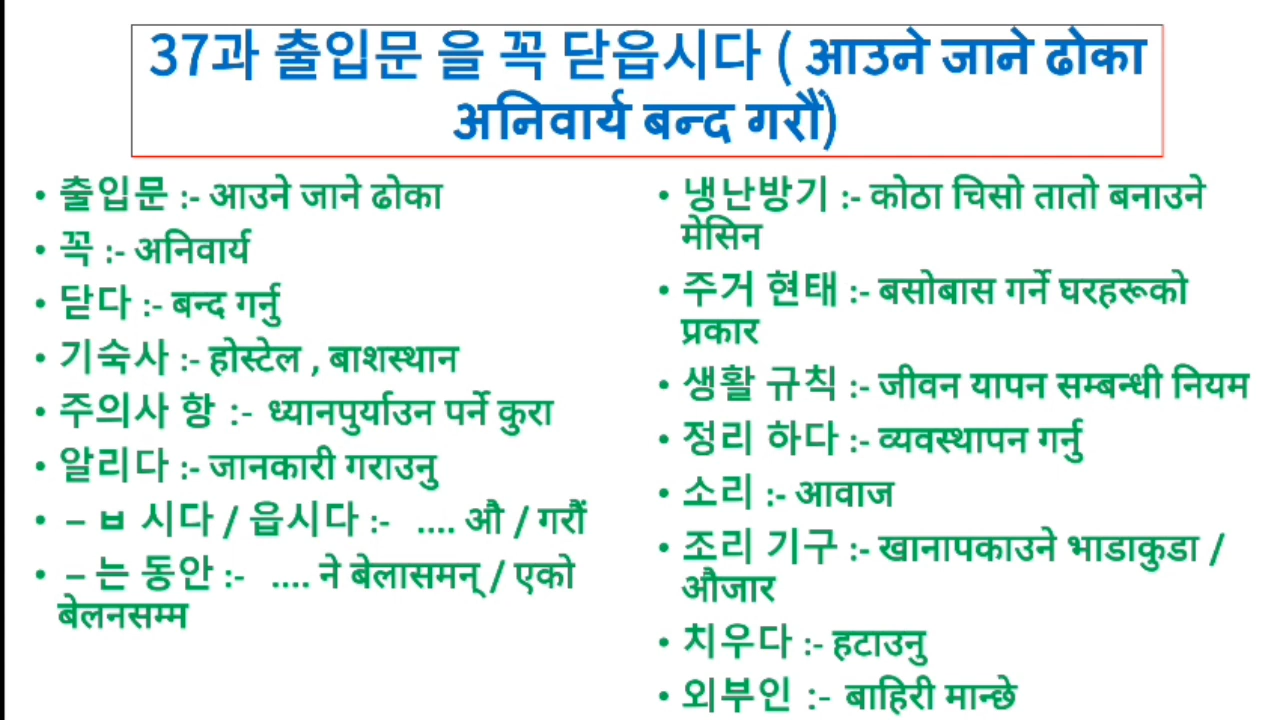 37과 출입문 을 꼭 닫읍시다 ( आउने जाने ढोका
अनिवार्य बन्द गरौं)
• 출입문 :- आउने जाने ढोका
• 꼭 :- अनिवार्य
• 닫다 :- बन्द गर्नु
• 기숙사 :- होस्टेल , बाशस्थान
• 주의사 항 :- ध्यानपुर्याउन पर्ने कुरा
• 알리다 :- जानकारी गराउनु
• – ㅂ 시다 / 읍시다 :- .... औ / गरौं
• –는 동안 :- .... ने बेलासमन् / एको
बेलनसम्म
• 냉난방기 :- कोठा चिसो तातो बनाउने
मेसिन
• 주거 현태 :- बसोबास गर्ने घरहरूको
प्रकार
• 생활 규칙 :- जीवन यापन सम्बन्धी नियम
• 정리 하다 :- व्यवस्थापन गर्नु
• 소리 :- आवाज
• 조리 기구 :- खानापकाउने भाडाकुडा /
औजार
• 치우다 :- हटाउनु
• 외부인 :- बाहिरी मान्छे